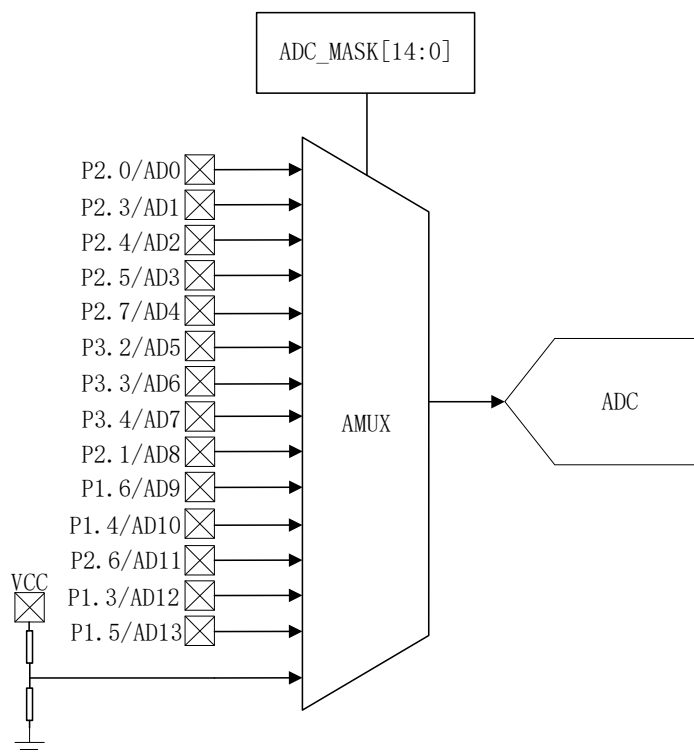 ADC_MASK[14:0]
P2.0/AD0
P2.3/AD1
P2.4/AD2
P2.5/AD3
P2.7/AD4
P3.2/AD5
P3.3/AD6
P3.4/AD7
P2.1/AD8
P1.6/AD9
P1.4/AD10
P2.6/AD11
P1.3/AD12
P1.5/AD13
VCC
AMUX
ADC